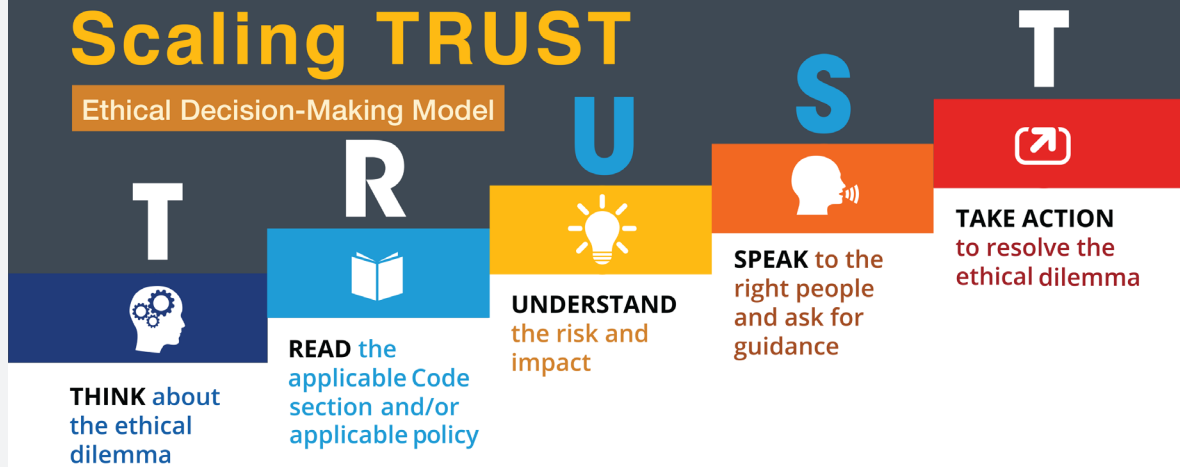 Scaling TRUST
Ethical Decision-Making Model
T
THINK about
the ethical
dilemma
R
READ the
applicable Code
section and/or
applicable policy
U
UNDERSTAND
the risk and
impact
S
SPEAK to the
right people
and ask for
guidance
T
TAKE ACTION
to resolve the
ethical dilemma